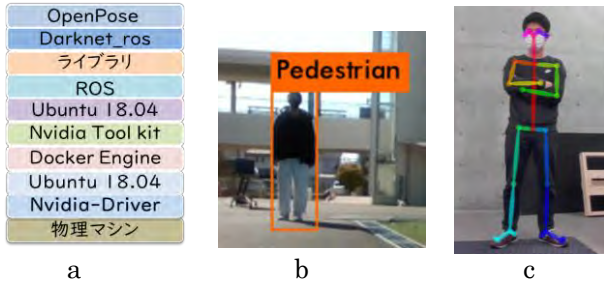 OpenPose
Darknet_ros
ライブラリ
ROS
Ubuntu 18.04
Nvidia Tool kit
Docker Engine
Ubuntu 18.04
Nvidia-Driver
物理マシン
Pedestrian
a
b
c